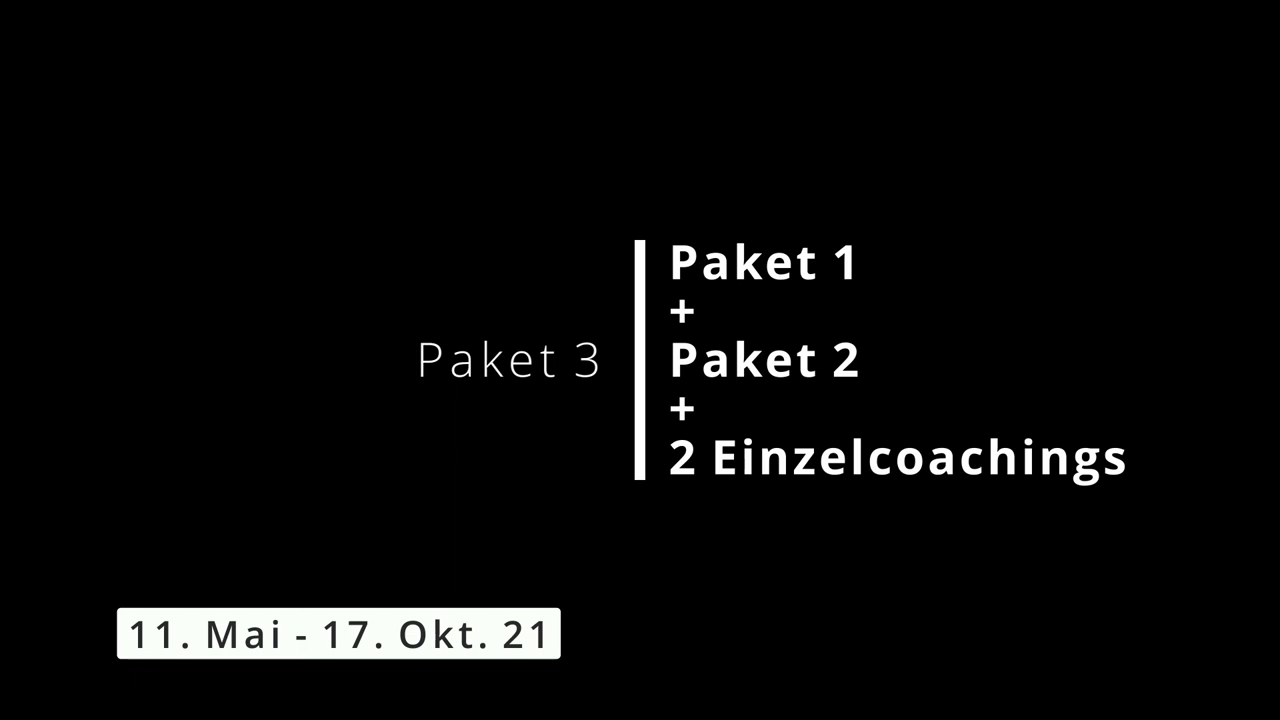 Paket 3
Paket 1
+
Paket 2
+
2 Einzelcoachings
11. Mai - 17. Okt. 21